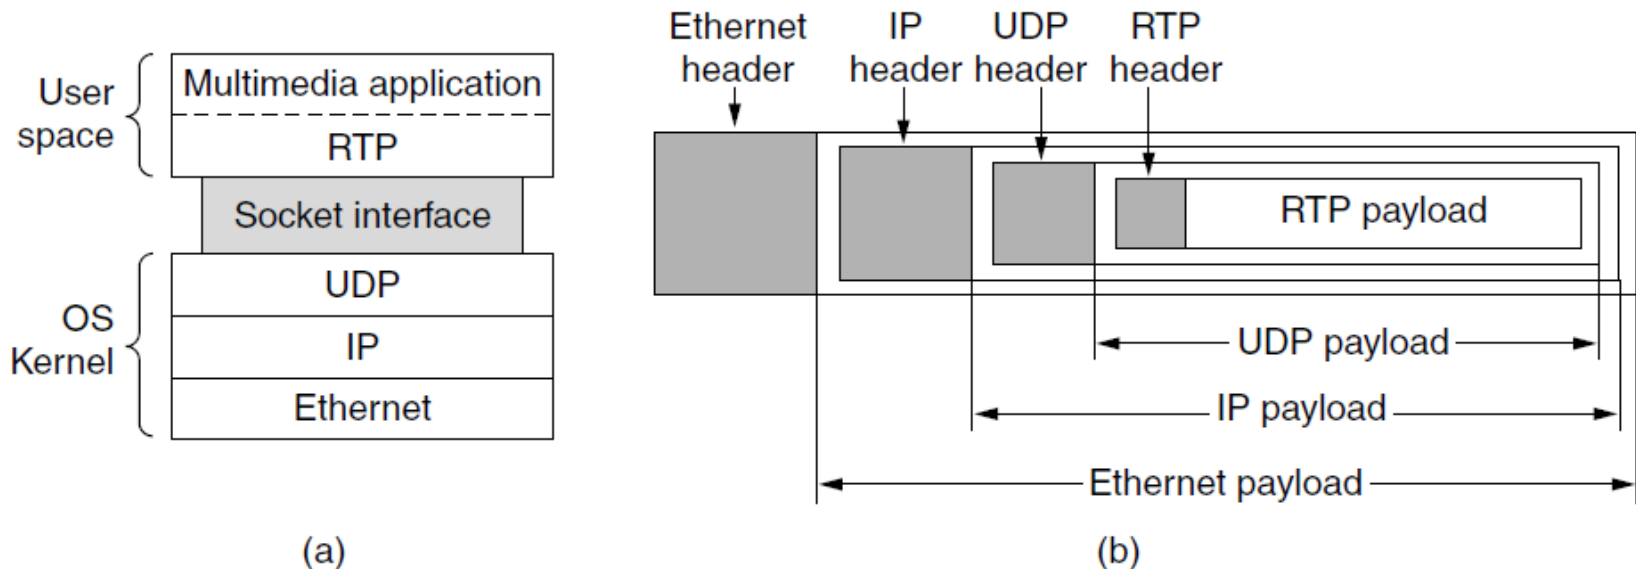 User
space
Multimedia application
RTP
Socket interface
OS
Kernel
UDP
IP
Ethernet
(a)
Ethernet
header
IP
header
UDP
header
RTP
header
RTP payload
UDP payload
IP payload
Ethernet payload
(b)